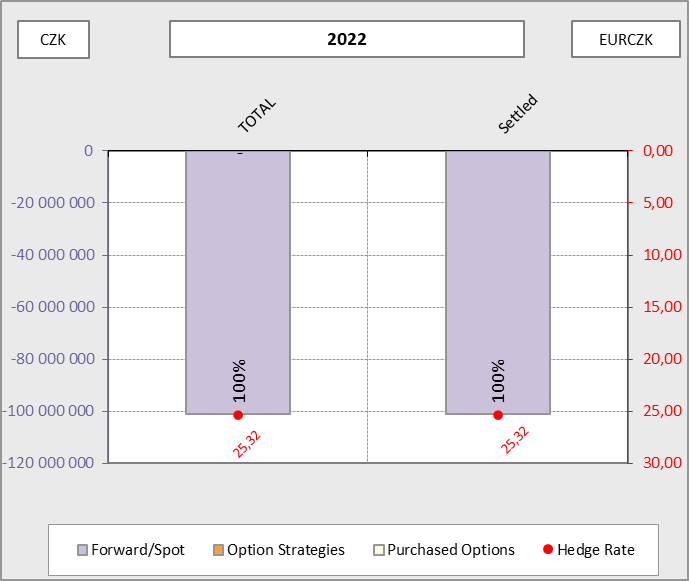 CZK 2022 EURCZK
TOTAL Settled
0 0,00
-20 000 000 5,00
-40 000 000 10,00
-60 000 000 15,00
-80 000 000 20,00
100% 100%
-100 000 000 25,00
25,32 25,32
-120 000 000 30,00
Forward/Spot Option Strategies Purchased Options Hedge Rate